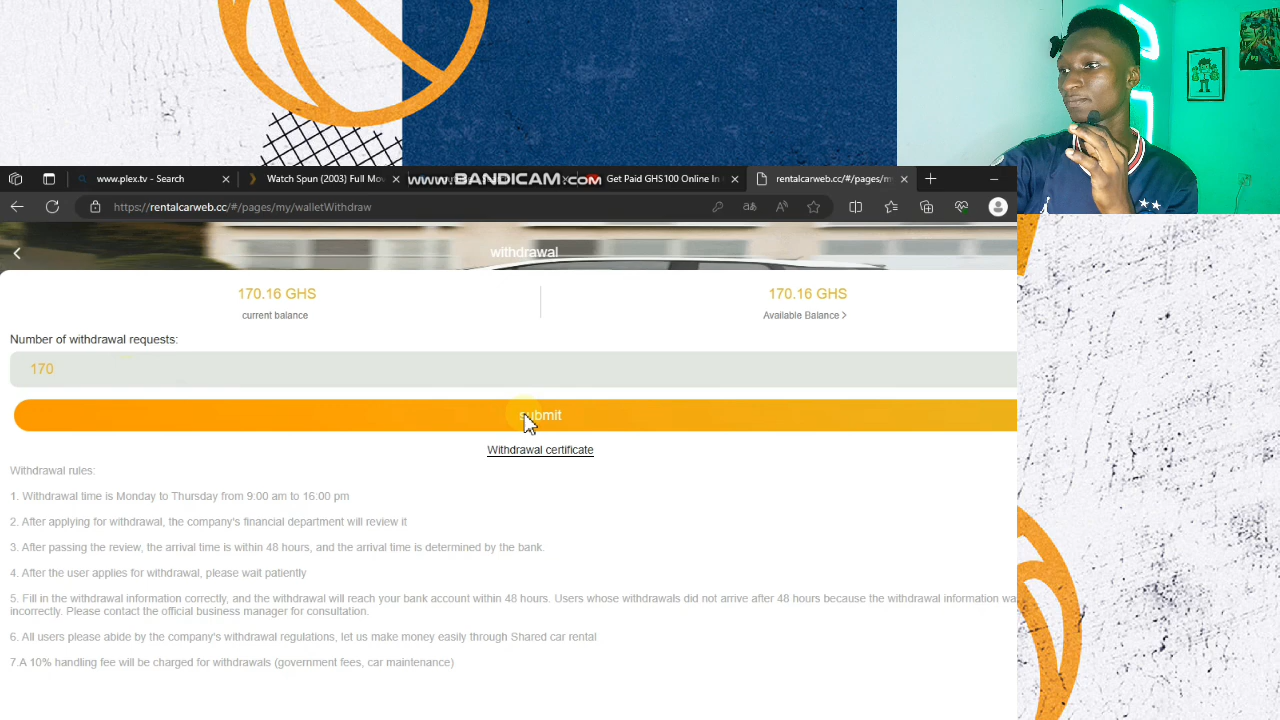 www.plex.tv - Search
Watch Spun (2003) Full Mov
WWW.BANDICAM.COM
Get Paid GHS100 Online In
rentalcarweb.cc/#/pages/m
https://rentalcarweb.cc/#/pages/my/walletWithdraw
withdrawal
170.16 GHS
170.16 GHS
current balance
Available Balance >
Number of withdrawal requests:
170
submit
Withdrawal certificate
Withdrawal rules:
1. Withdrawal time is Monday to Thursday from 9:00 am to 16:00 pm
2. After applying for withdrawal, the company's financial department will review it
3. After passing the review, the arrival time is within 48 hours, and the arrival time is determined by the bank.
4. After the user applies for withdrawal, please wait patiently
5. Fill in the withdrawal information correctly, and the withdrawal will reach your bank account within 48 hours. Users whose withdrawals did not arrive after 48 hours because the withdrawal information wa
incorrectly. Please contact the official business manager for consultation.
6. All users please abide by the company's withdrawal regulations, let us make money easily through Shared car rental
7.A 10% handling fee will be charged for withdrawals (government fees, car maintenance)